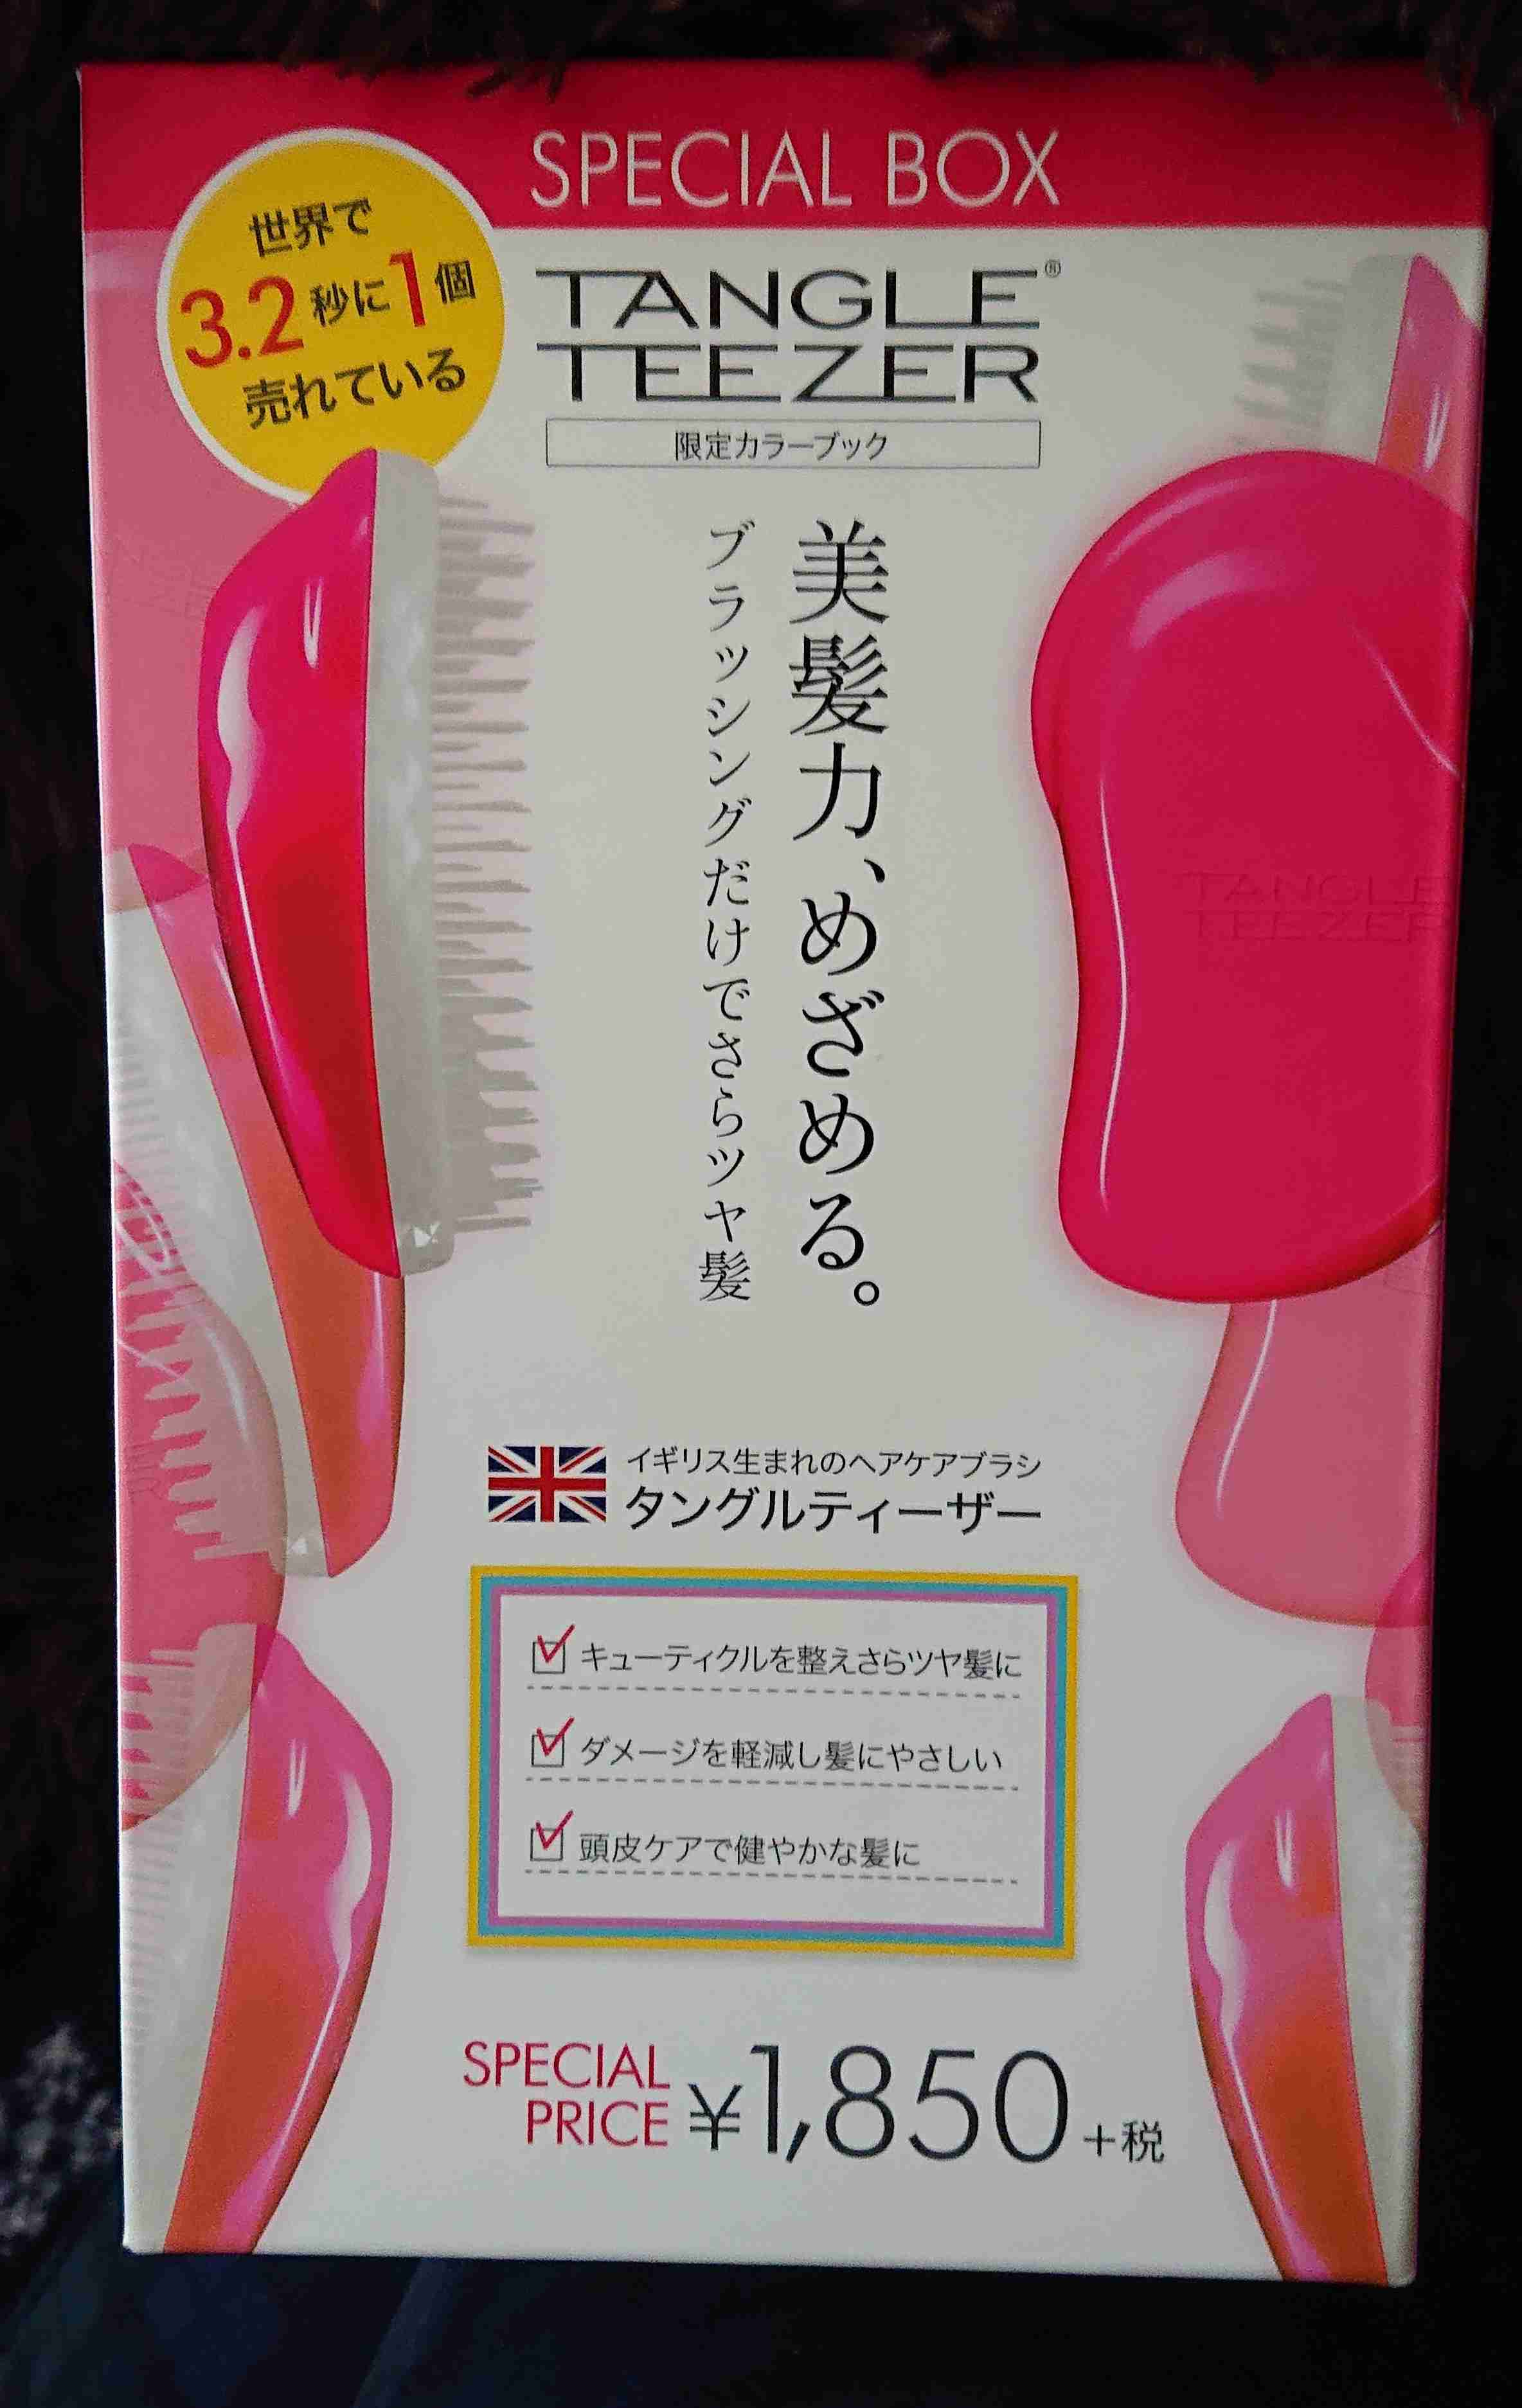 SPECIAL BOX
世界で
3.2秒に1個
売れている
TANGLE®
TEEZER
限定カラーブック
美髪力、めざめる。
ブラッシングだけでさらツヤ髪
TANGLE
TEEZER
イギリス生まれのヘアケアブラシ
タングルティーザー
キューティクルを整えさらツヤ髪に
ダメージを軽減し髪にやさしい
頭皮ケアで健やかな髪に
SPECIAL
PRICE ¥1,850+税